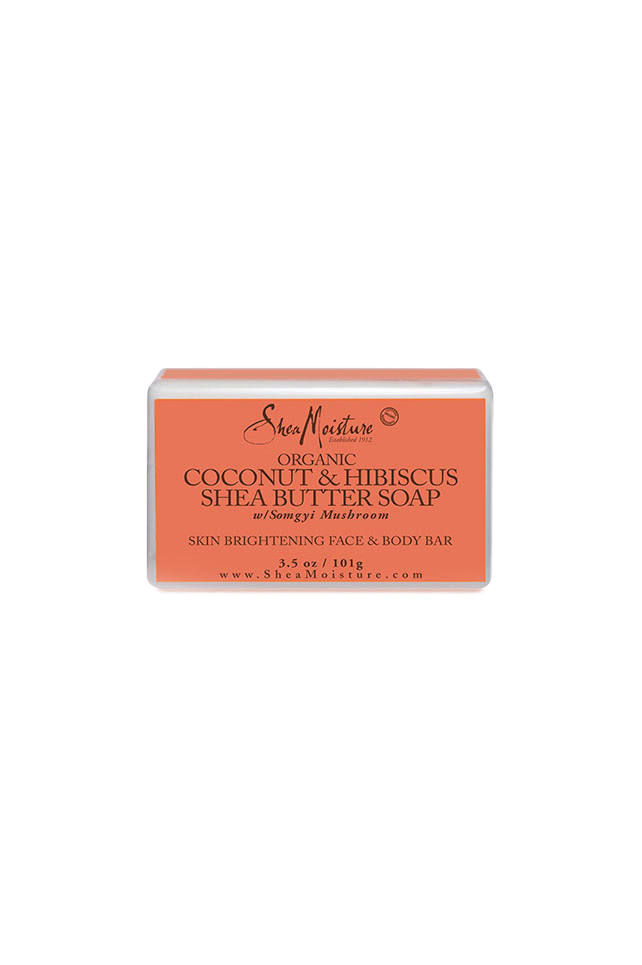 SheaMoisture
Established 1912
ORGANIC
COCONUT & HIBISCUS
SHEA BUTTER SOAP
w/Somgyi Mushroom
SKIN BRIGHTENING FACE & BODY BAR
3.5 oz / 101g
www.SheaMoisture.com